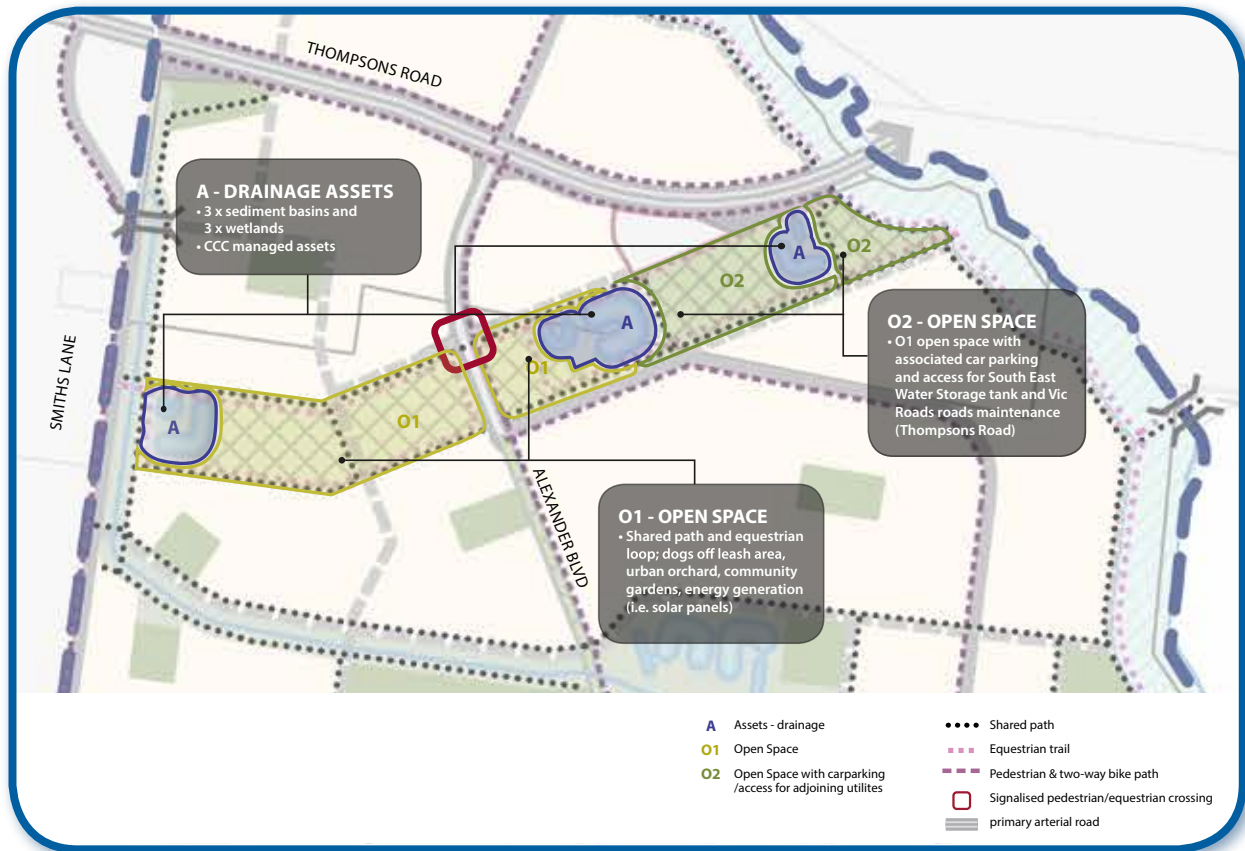 THOMPSONS ROAD
A - DRAINAGE ASSETS
• 3 x sediment basins and
3 x wetlands
• CCC managed assets
A
O2
O2
A
O2 - OPEN SPACE
• O1 open space with
associated car parking
and access for South East
Water Storage tank and Vic
Roads roads maintenance
(Thompsons Road)
SMITHS LANE
O1
A
O1
ALEXANDER BLVD
O1 - OPEN SPACE
• Shared path and equestrian
loop; dogs off leash area,
urban orchard, community
gardens, energy generation
(i.e. solar panels)
A Assets - drainage
O1 Open Space
O2 Open Space with carparking
/access for adjoining utilites
Shared path
Equestrian trail
Pedestrian & two-way bike path
Signalised pedestrian/equestrian crossing
primary arterial road